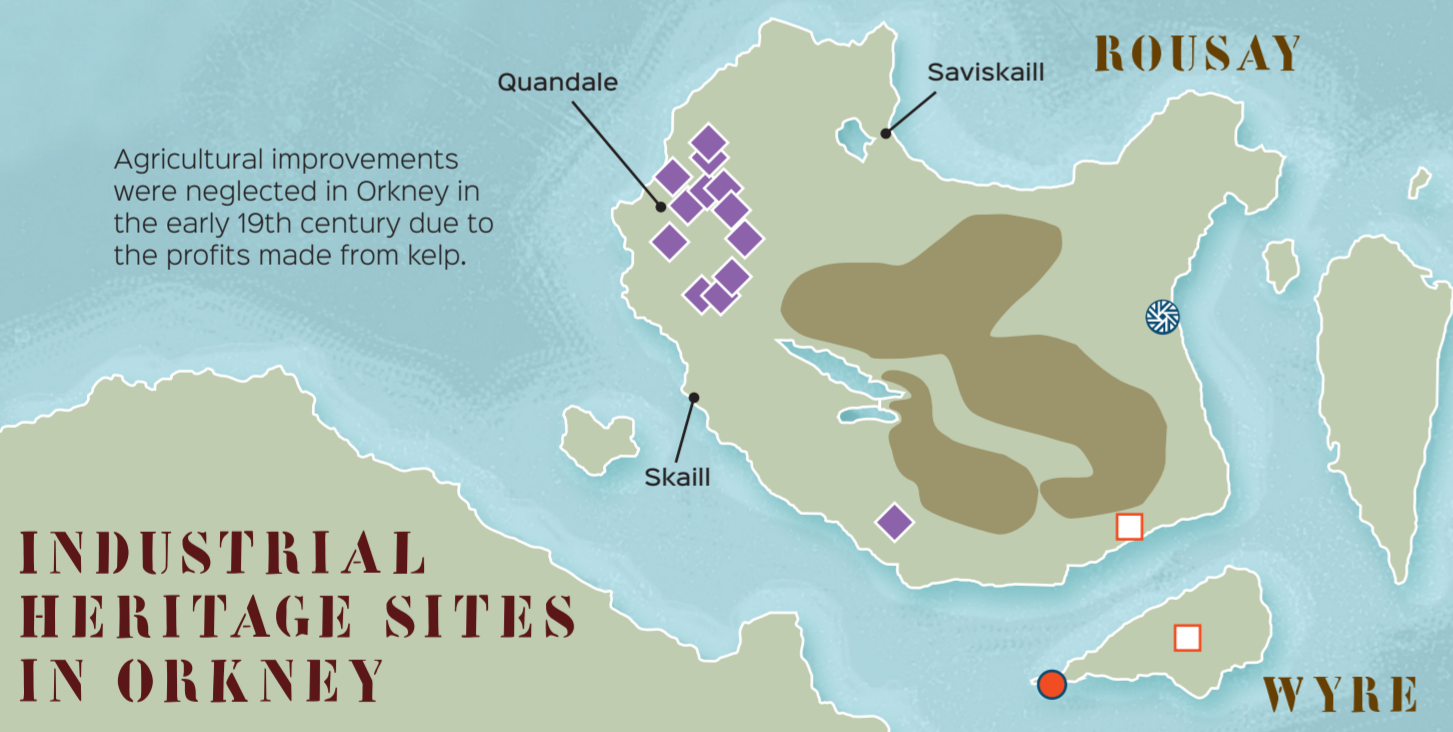 ROUSAY
Quandale
Saviskaill
Agricultural improvements
were neglected in Orkney in
the early 19th century due to
the profits made from kelp.
Skaill
INDUSTRIAL
HERITAGE SITES
IN ORKNEY
WYRE